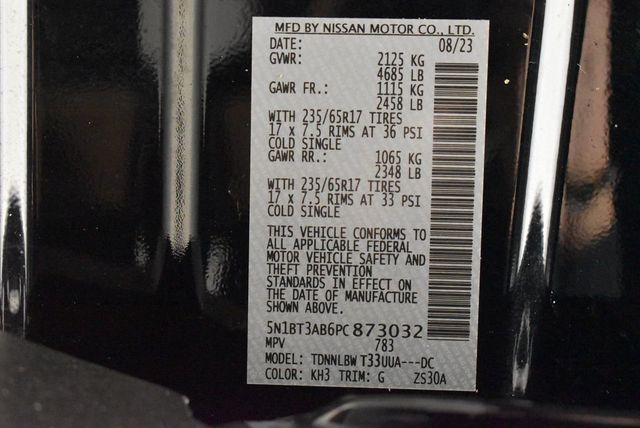 MFD BY NISSAN MOTOR CO., LTD.
DATE: 08/23
GVWR: 2125 KG
4685 LB
GAWR FR.: 1115 KG
2458 LB
WITH 235/65R17 TIRES
17 x 7.5 RIMS AT 36 PSI
COLD SINGLE
GAWR RR.: 1065 KG
2348 LB
WITH 235/65R17 TIRES
17 x 7.5 RIMS AT 33 PSI
COLD SINGLE
THIS VEHICLE CONFORMS TO
ALL APPLICABLE FEDERAL
MOTOR VEHICLE SAFETY AND
THEFT PREVENTION
STANDARDS IN EFFECT ON
THE DATE OF MANUFACTURE
SHOWN ABOVE.
5N1BT3AB6PC873032
MPV 783
MODEL: TDNNLBW T33UUA---DC
COLOR: KH3 TRIM: G ZS30A